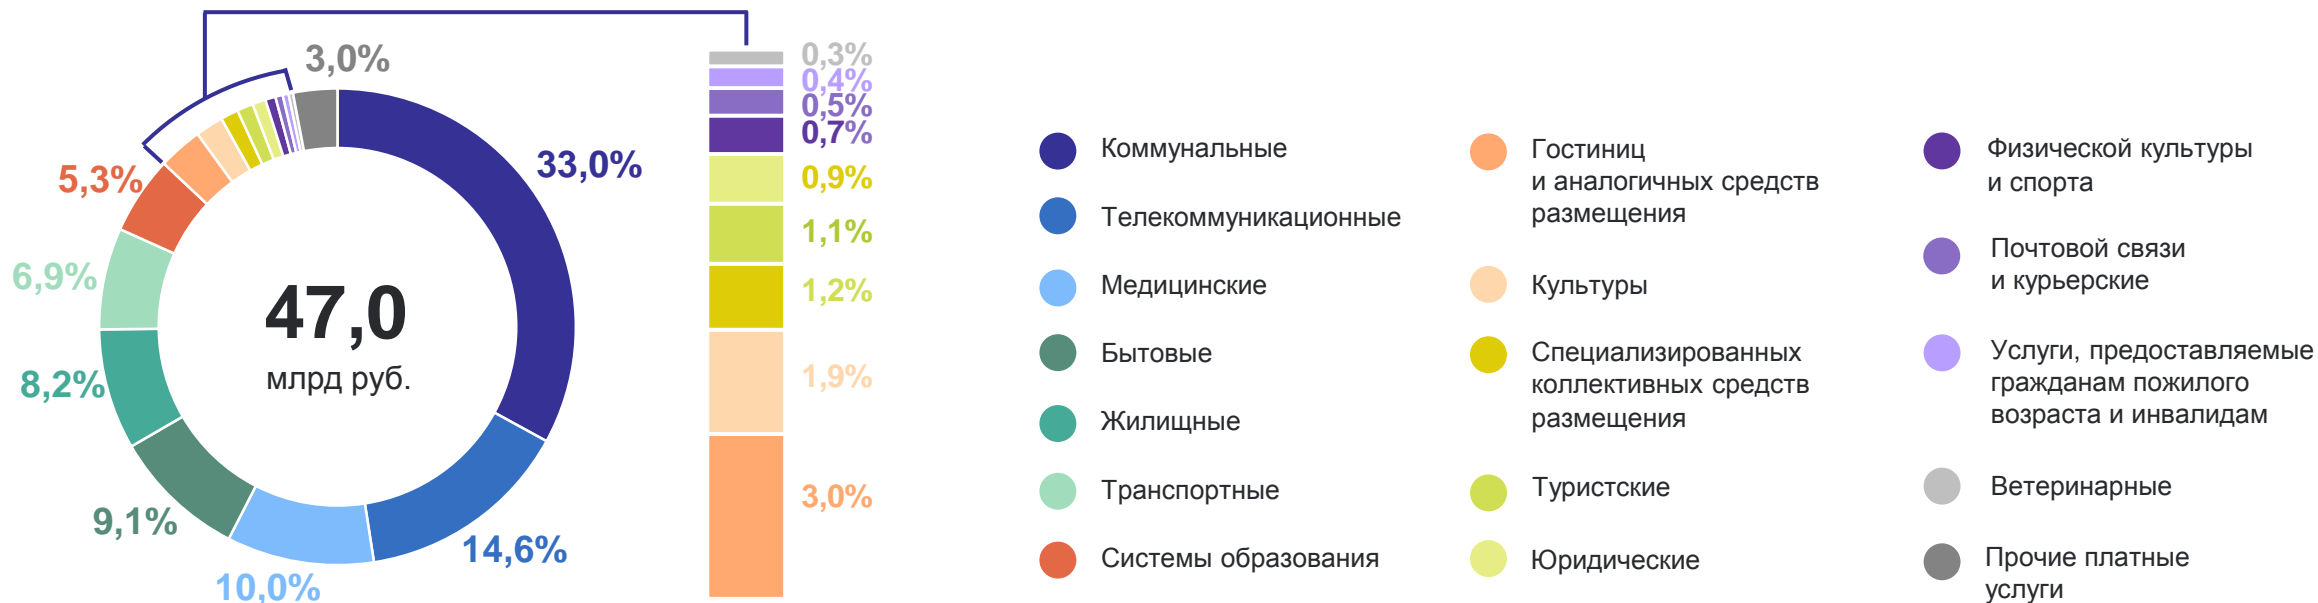 3,0%
33,0%
5,3%
6,9%
8,2%
9,1%
10,0%
14,6%
47,0
млрд руб.
0,3%
0,4%
0,5%
0,7%
0,9%
1,1%
1,2%
1,9%
3,0%
Коммунальные
Телекоммуникационные
Медицинские
Бытовые
Жилищные
Транспортные
Системы образования
Гостиниц
и аналогичных средств
размещения
Культуры
Специализированных
коллективных средств
размещения
Туристские
Юридические
Физической культуры
и спорта
Почтовой связи
и курьерские
Услуги, предоставляемые
гражданам пожилого
возраста и инвалидам
Ветеринарные
Прочие платные
услуги